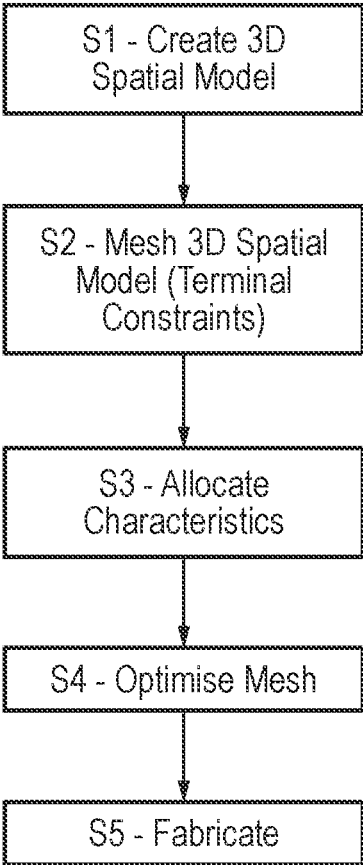 S1 - Create 3D
Spatial Model
S2 - Mesh 3D Spatial
Model (Terminal
Constraints)
S3 - Allocate
Characteristics
S4 - Optimise Mesh
S5 - Fabricate